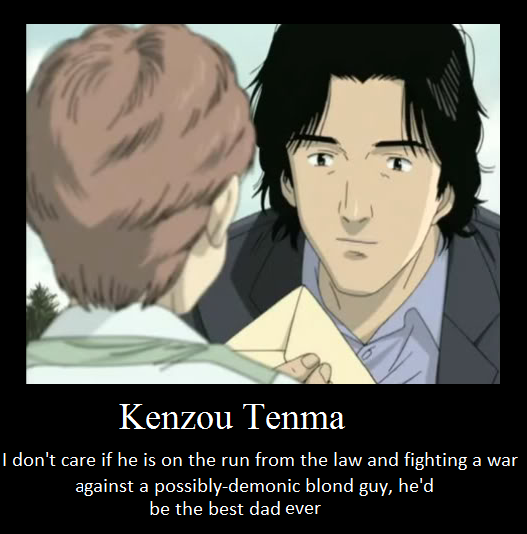 Kenzou Tenma
I don't care if he is on the run from the law and fighting a war
against a possibly-demonic blond guy, he'd
be the best dad ever